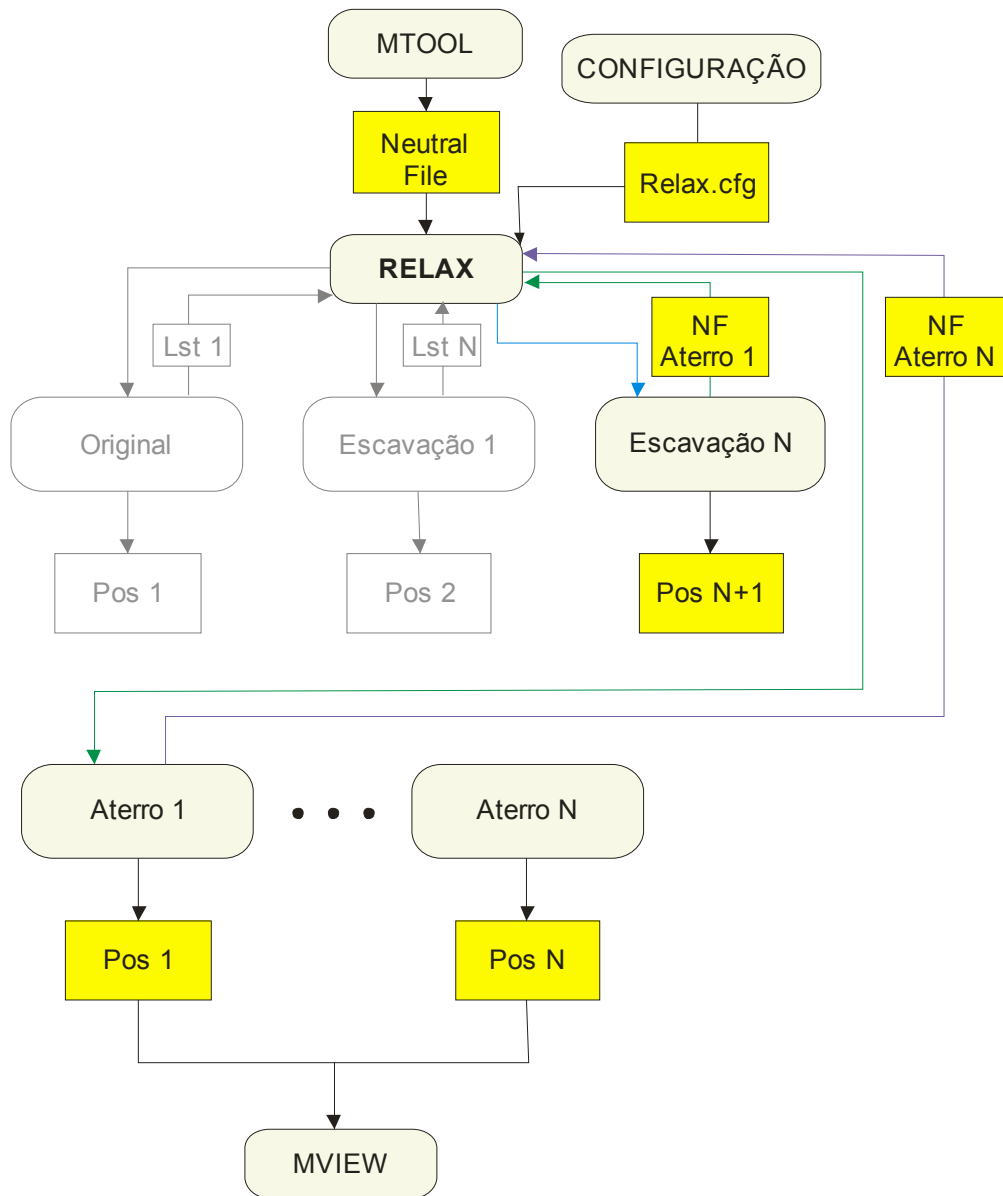 MTOOL
CONFIGURAÇÃO
Neutral
File
Relax.cfg
RELAX
Lst 1
Lst N
NF
Aterro 1
NF
Aterro N
Original
Escavação 1
Escavação N
Pos 1
Pos 2
Pos N+1
Aterro 1
• • •
Aterro N
Pos 1
Pos N
MVIEW